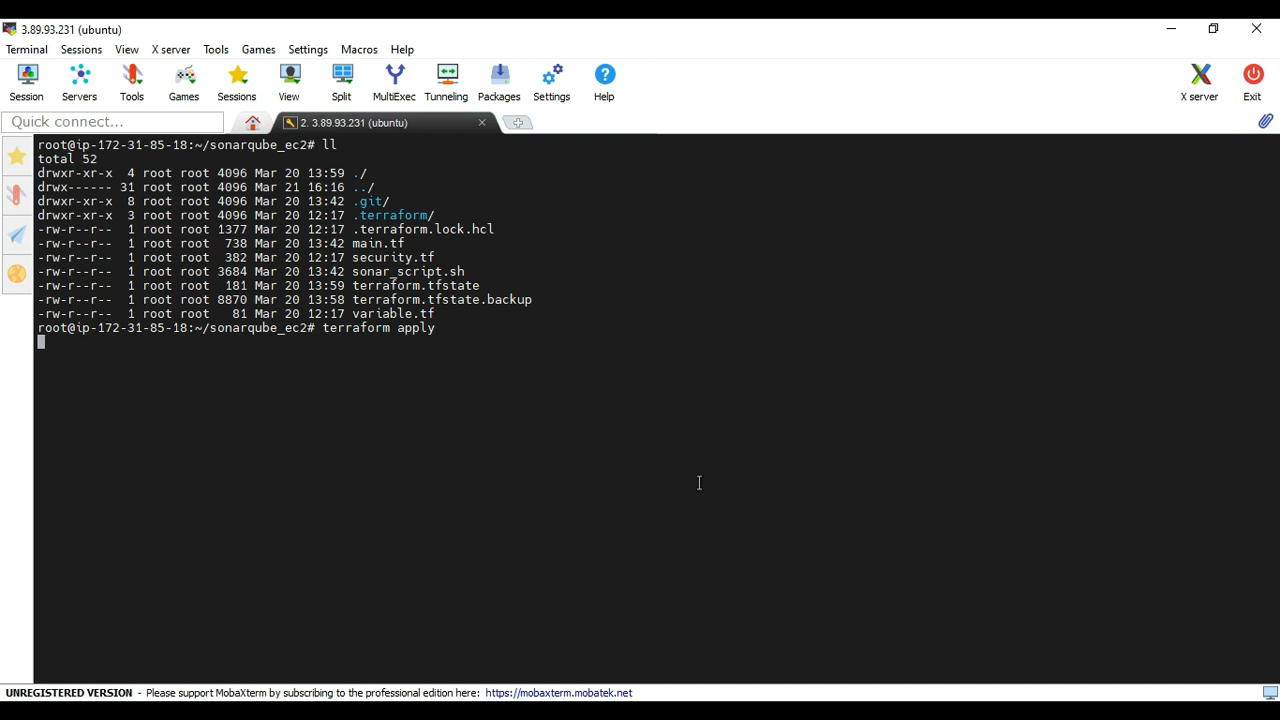 3.89.93.231 (ubuntu)
Terminal Sessions View X server Tools Games Settings Macros Help
Session Servers Tools Games Sessions View Split MultiExec Tunneling Packages Settings Help X server Exit
Quick connect... 2. 3.89.93.231 (ubuntu)
root@ip-172-31-85-18:~/sonarqube_ec2# ll
total 52
drwxr-xr-x  4 root root 4096 Mar 20 13:59 ./
drwx------ 31 root root 4096 Mar 21 16:16 ../
drwxr-xr-x  8 root root 4096 Mar 20 13:42 .git/
drwxr-xr-x  3 root root 4096 Mar 20 12:17 .terraform/
-rw-r--r--  1 root root 1377 Mar 20 12:17 .terraform.lock.hcl
-rw-r--r--  1 root root  738 Mar 20 13:42 main.tf
-rw-r--r--  1 root root  382 Mar 20 12:17 security.tf
-rw-r--r--  1 root root 3684 Mar 20 13:42 sonar_script.sh
-rw-r--r--  1 root root  181 Mar 20 13:59 terraform.tfstate
-rw-r--r--  1 root root 8870 Mar 20 13:58 terraform.tfstate.backup
-rw-r--r--  1 root root   81 Mar 20 12:17 variable.tf
root@ip-172-31-85-18:~/sonarqube_ec2# terraform apply
UNREGISTERED VERSION - Please support MobaXterm by subscribing to the professional edition here: https://mobaxterm.mobatek.net